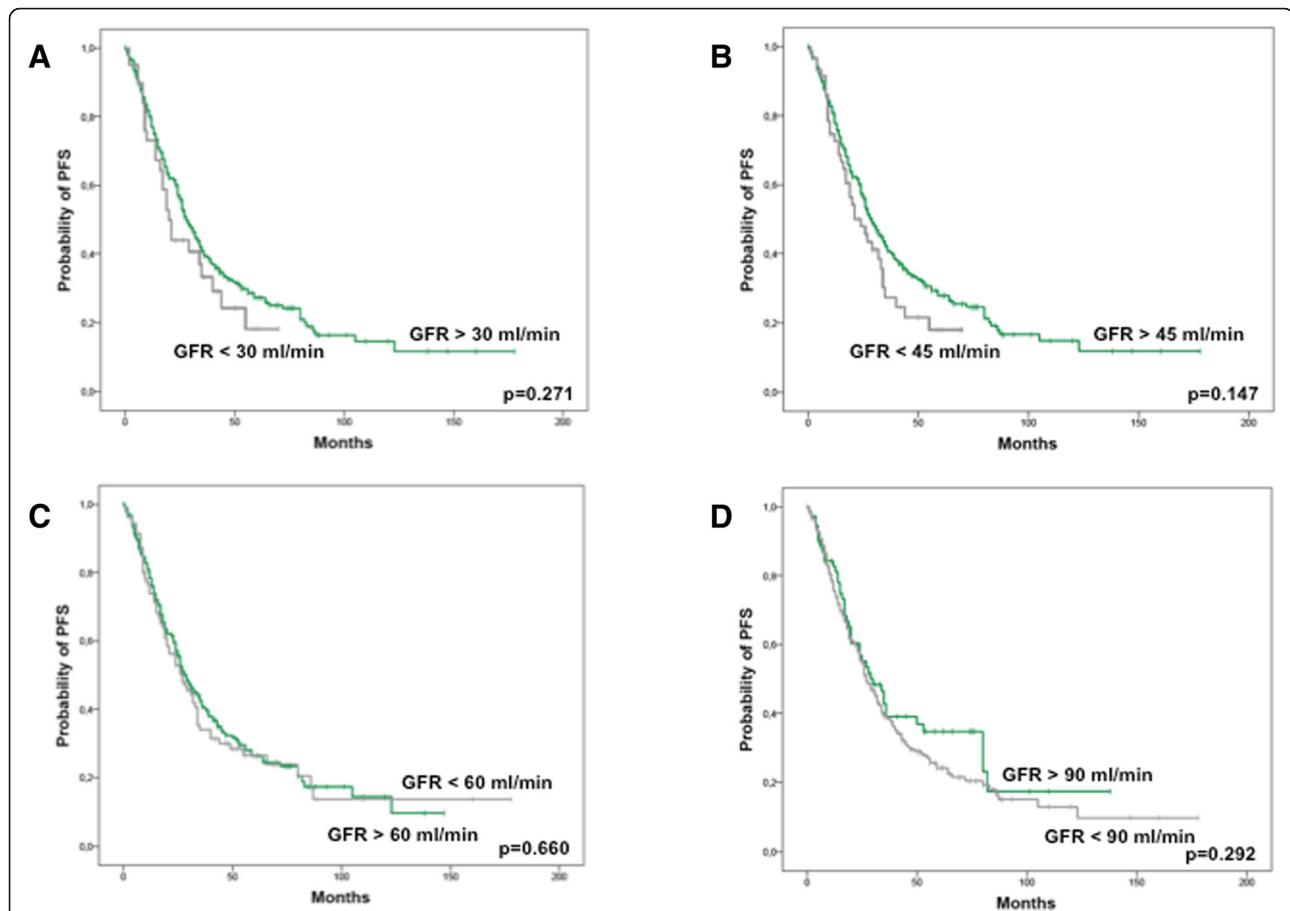 A
Probability of PFS
1,0
0,8
0,6
0,4
0,2
0,0
GFR > 30 ml/min
GFR < 30 ml/min
p=0.271
0 50 100 150 200
Months
B
Probability of PFS
1,0
0,8
0,6
0,4
0,2
0,0
GFR > 45 ml/min
GFR < 45 ml/min
p=0.147
0 50 100 150 200
Months
C
Probability of PFS
1,0
0,8
0,6
0,4
0,2
0,0
GFR < 60 ml/min
GFR > 60 ml/min
p=0.660
0 50 100 150 200
Months
D
Probability of PFS
1,0
0,8
0,6
0,4
0,2
0,0
GFR > 90 ml/min
GFR < 90 ml/min
p=0.292
0 50 100 150 200
Months